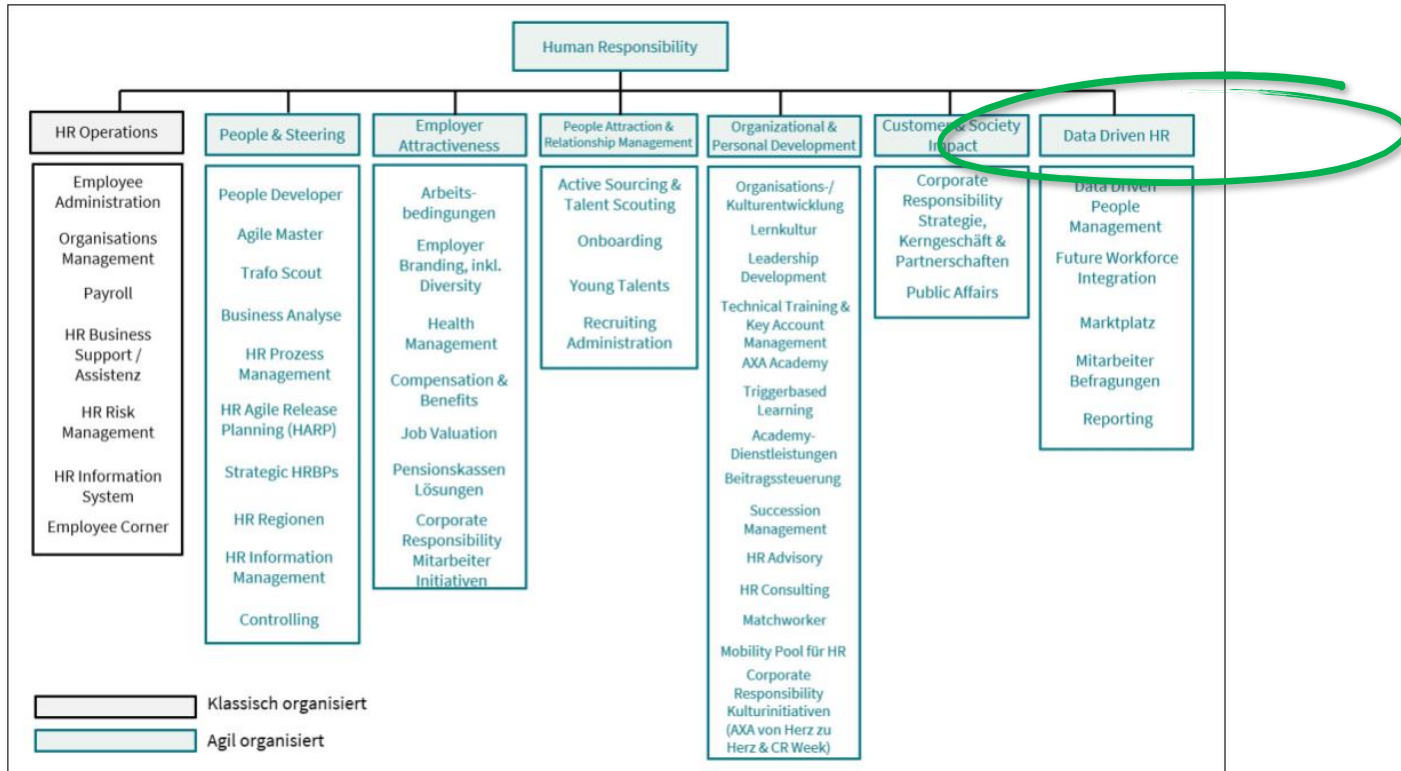 Human Responsibility
HR Operations
Employee
Administration
Organisations
Management
Payroll
HR Business
Support /
Assistenz
HR Risk
Management
HR Information
System
Employee Corner
People & Steering
People Developer
Agile Master
Trafo Scout
Business Analyse
HR Prozess
Management
HR Agile Release
Planning (HARP)
Strategic HRBPs
HR Regionen
HR Information
Management
Controlling
Employer
Attractiveness
Arbeits-
bedingungen
Employer
Branding, inkl.
Diversity
Health
Management
Compensation &
Benefits
Job Valuation
Pensionskassen
Lösungen
Corporate
Responsibility
Mitarbeiter
Initiativen
People Attraction &
Relationship Management
Active Sourcing &
Talent Scouting
Onboarding
Young Talents
Recruiting
Administration
Organizational &
Personal Development
Organisations-/
Kulturentwicklung
Lernkultur
Leadership
Development
Technical Training &
Key Account
Management
AXA Academy
Triggerbased
Learning
Academy-
Dienstleistungen
Beitragssteuerung
Succession
Management
HR Advisory
HR Consulting
Matchworker
Mobility Pool für HR
Corporate
Responsibility
Kulturinitiativen
(AXA von Herz zu
Herz & CR Week)
Customer & Society
Impact
Corporate
Responsibility
Strategie,
Kerngeschäft &
Partnerschaften
Public Affairs
Data Driven HR
Data Driven
People
Management
Future Workforce
Integration
Marktplatz
Mitarbeiter
Befragungen
Reporting
Klassisch organisiert
Agil organisiert